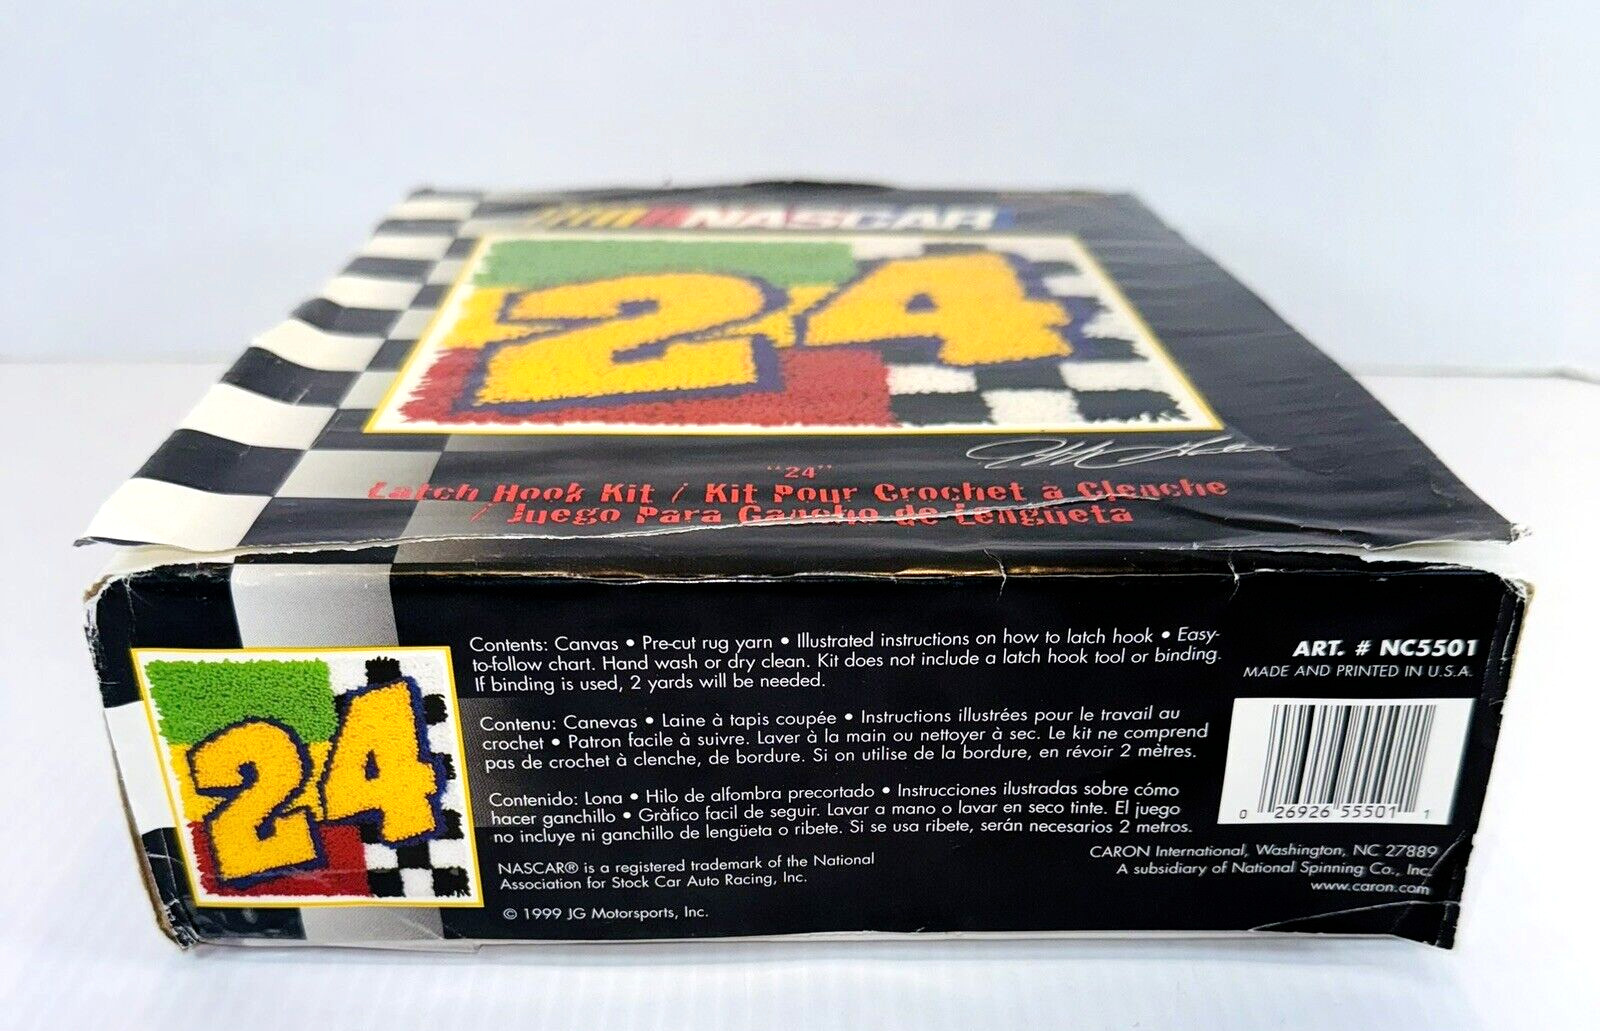 NASCAR
24
"24"
Latch Hook Kit / Kit Pour Crochet à Clenche
/ Juego Para Gancho de Lengüeta
24
Contents: Canvas • Pre-cut rug yarn • Illustrated instructions on how to latch hook • Easy-
to-follow chart. Hand wash or dry clean. Kit does not include a latch hook tool or binding.
If binding is used, 2 yards will be needed.
Contenu: Canevas • Laine à tapis coupée • Instructions illustrées pour le travail au
crochet • Patron facile à suivre. Laver à la main ou nettoyer à sec. Le kit ne comprend
pas de crochet à clenche, de bordure. Si on utilise de la bordure, en révoir 2 mètres.
Contenido: Lona • Hilo de alfombra precortado • Instrucciones ilustradas sobre cómo
hacer ganchillo • Gràfico facil de seguir. Lavar a mano o lavar en seco tinte. El juego
no incluye ni ganchillo de lengüeta o ribete. Si se usa ribete, serán necesarios 2 metros.
NASCAR® is a registered trademark of the National
Association for Stock Car Auto Racing, Inc.
© 1999 JG Motorsports, Inc.
ART. # NC5501
MADE AND PRINTED IN U.S.A.
0 26926 55501 1
CARON International, Washington, NC 27889
A subsidiary of National Spinning Co., Inc.
www.caron.com